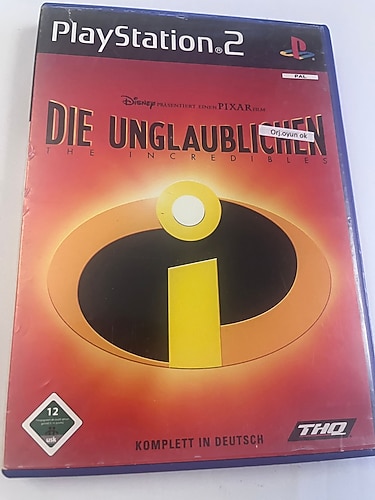 PlayStation®2
PAL
Disney PRÄSENTIERT EINEN PIXAR FILM
DIE UNGLAUBLICHEN
Orj.oyun ok
THE INCREDIBLES
12
usk
KOMPLETT IN DEUTSCH
THQ